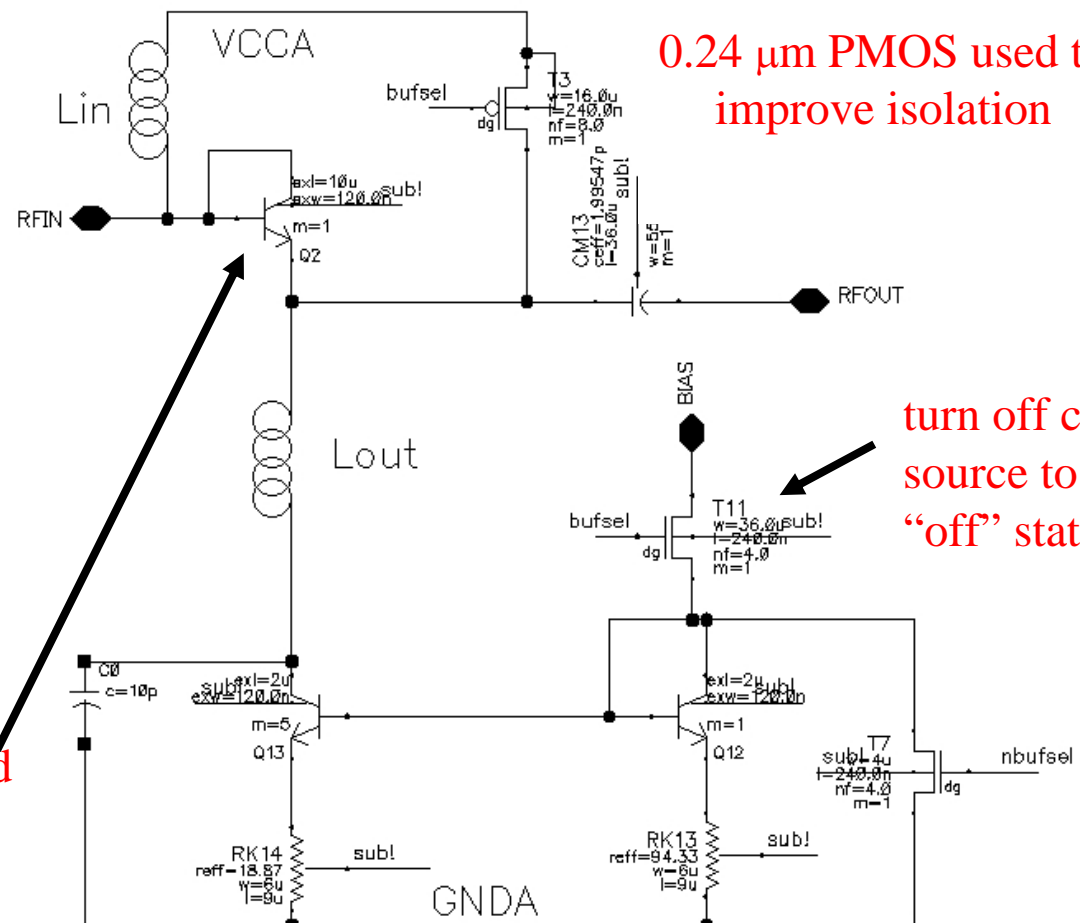 VCCA
0.24 μm PMOS used t
improve isolation
Lin
bufsel
T3
w=16.0u
l=240.0n
nf=8.0
m=1
dg
exl=10u
exw=120.0n
sub!
m=1
Q2
RFIN
CM13
ceff=1.99547p
l=36.0u
sub!
m=1
RFOUT
BIAS
turn off c
source to
"off" stat
Lout
bufsel
T11
w=36.0u
sub!
l=240.0n
nf=4.0
m=1
dg
C0
c=10p
sub!
exl=2u
exw=120.0n
m=5
Q13
exl=2u
sub!
exw=120.0n
m=1
Q12
sub!
T7
w=4u
l=240.0n
nf=4.0
m=1
dg
nbufsel
d
RK14
reff=18.87
w=6u
l=9u
sub!
RK13
reff=94.33
w=6u
l=9u
sub!
GNDA